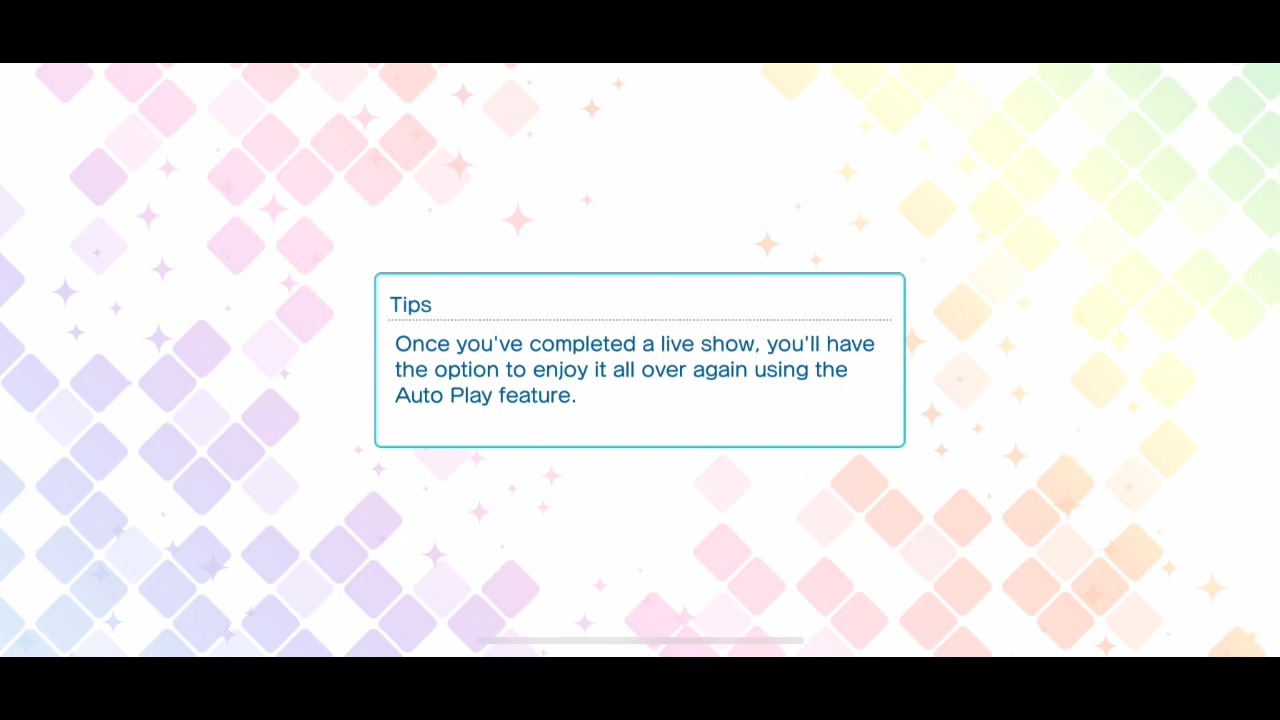 Tips
Once you've completed a live show, you'll have
the option to enjoy it all over again using the
Auto Play feature.